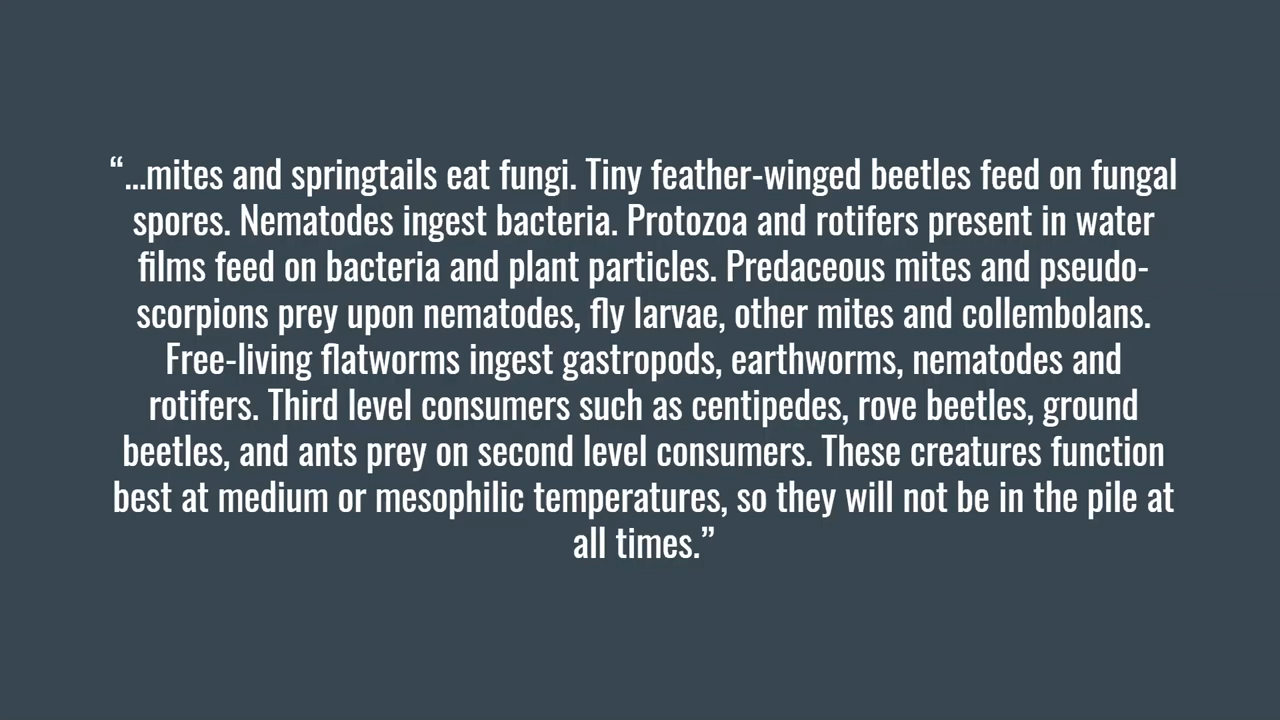 “...mites and springtails eat fungi. Tiny feather-winged beetles feed on fungal
spores. Nematodes ingest bacteria. Protozoa and rotifers present in water
films feed on bacteria and plant particles. Predaceous mites and pseudo-
scorpions prey upon nematodes, fly larvae, other mites and collembolans.
Free-living flatworms ingest gastropods, earthworms, nematodes and
rotifers. Third level consumers such as centipedes, rove beetles, ground
beetles, and ants prey on second level consumers. These creatures function
best at medium or mesophilic temperatures, so they will not be in the pile at
all times.”